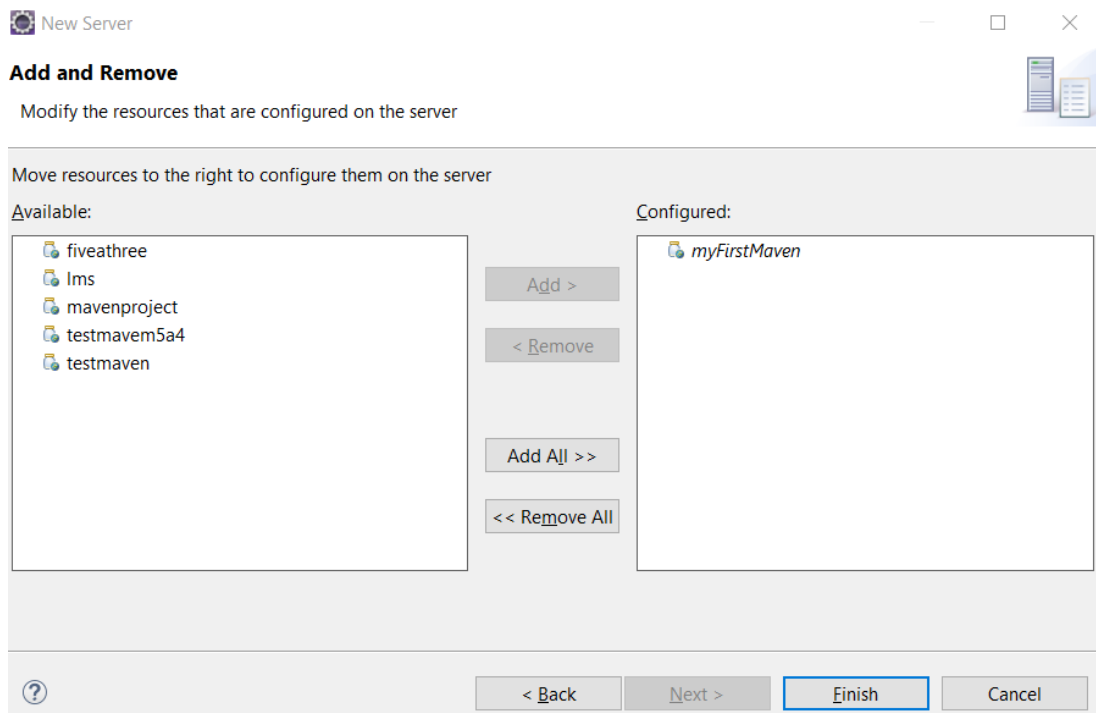 New Server
Add and Remove
Modify the resources that are configured on the server
Move resources to the right to configure them on the server
Available:
fiveathree
lms
mavenproject
testmavem5a4
testmaven
Add >
< Remove
Add All >>
<< Remove All
Configured:
myFirstMaven
?
< Back
Next >
Finish
Cancel